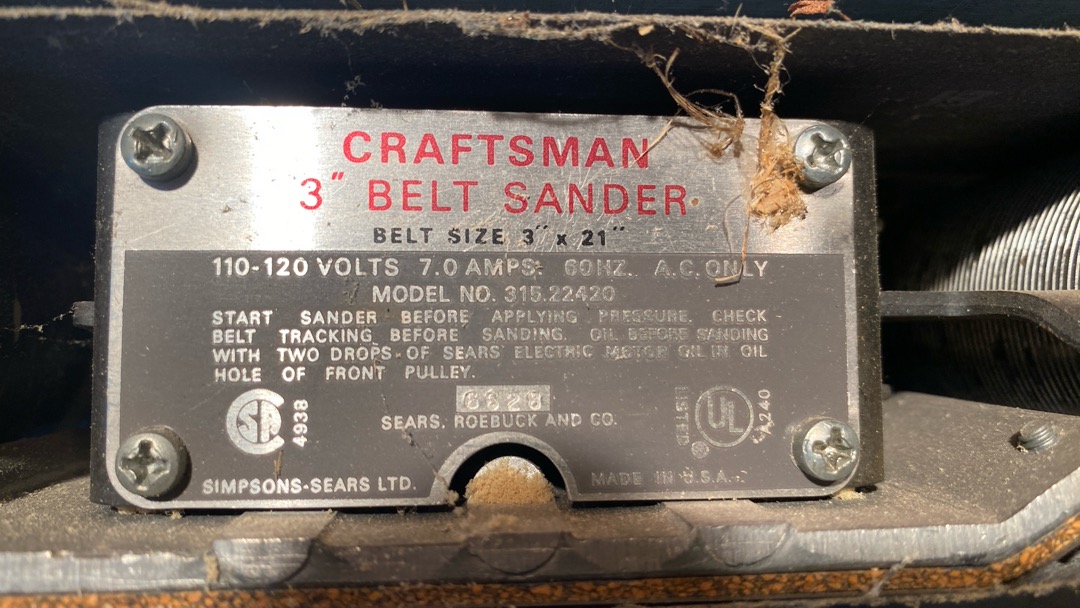 CRAFTSMAN
3" BELT SANDER
BELT SIZE 3" x 21"
110-120 VOLTS 7.0 AMPS. 60HZ. A.C. ONLY
MODEL NO. 315.22420
START SANDER BEFORE APPLYING PRESSURE. CHECK
BELT TRACKING BEFORE SANDING. OIL BEFORE SANDING
WITH TWO DROPS OF SEARS' ELECTRIC MOTOR OIL IN OIL
HOLE OF FRONT PULLEY.
SA 4938
SEARS, ROEBUCK AND CO.
LISTED UL ® A240
SIMPSONS-SEARS LTD.
MADE IN U.S.A.